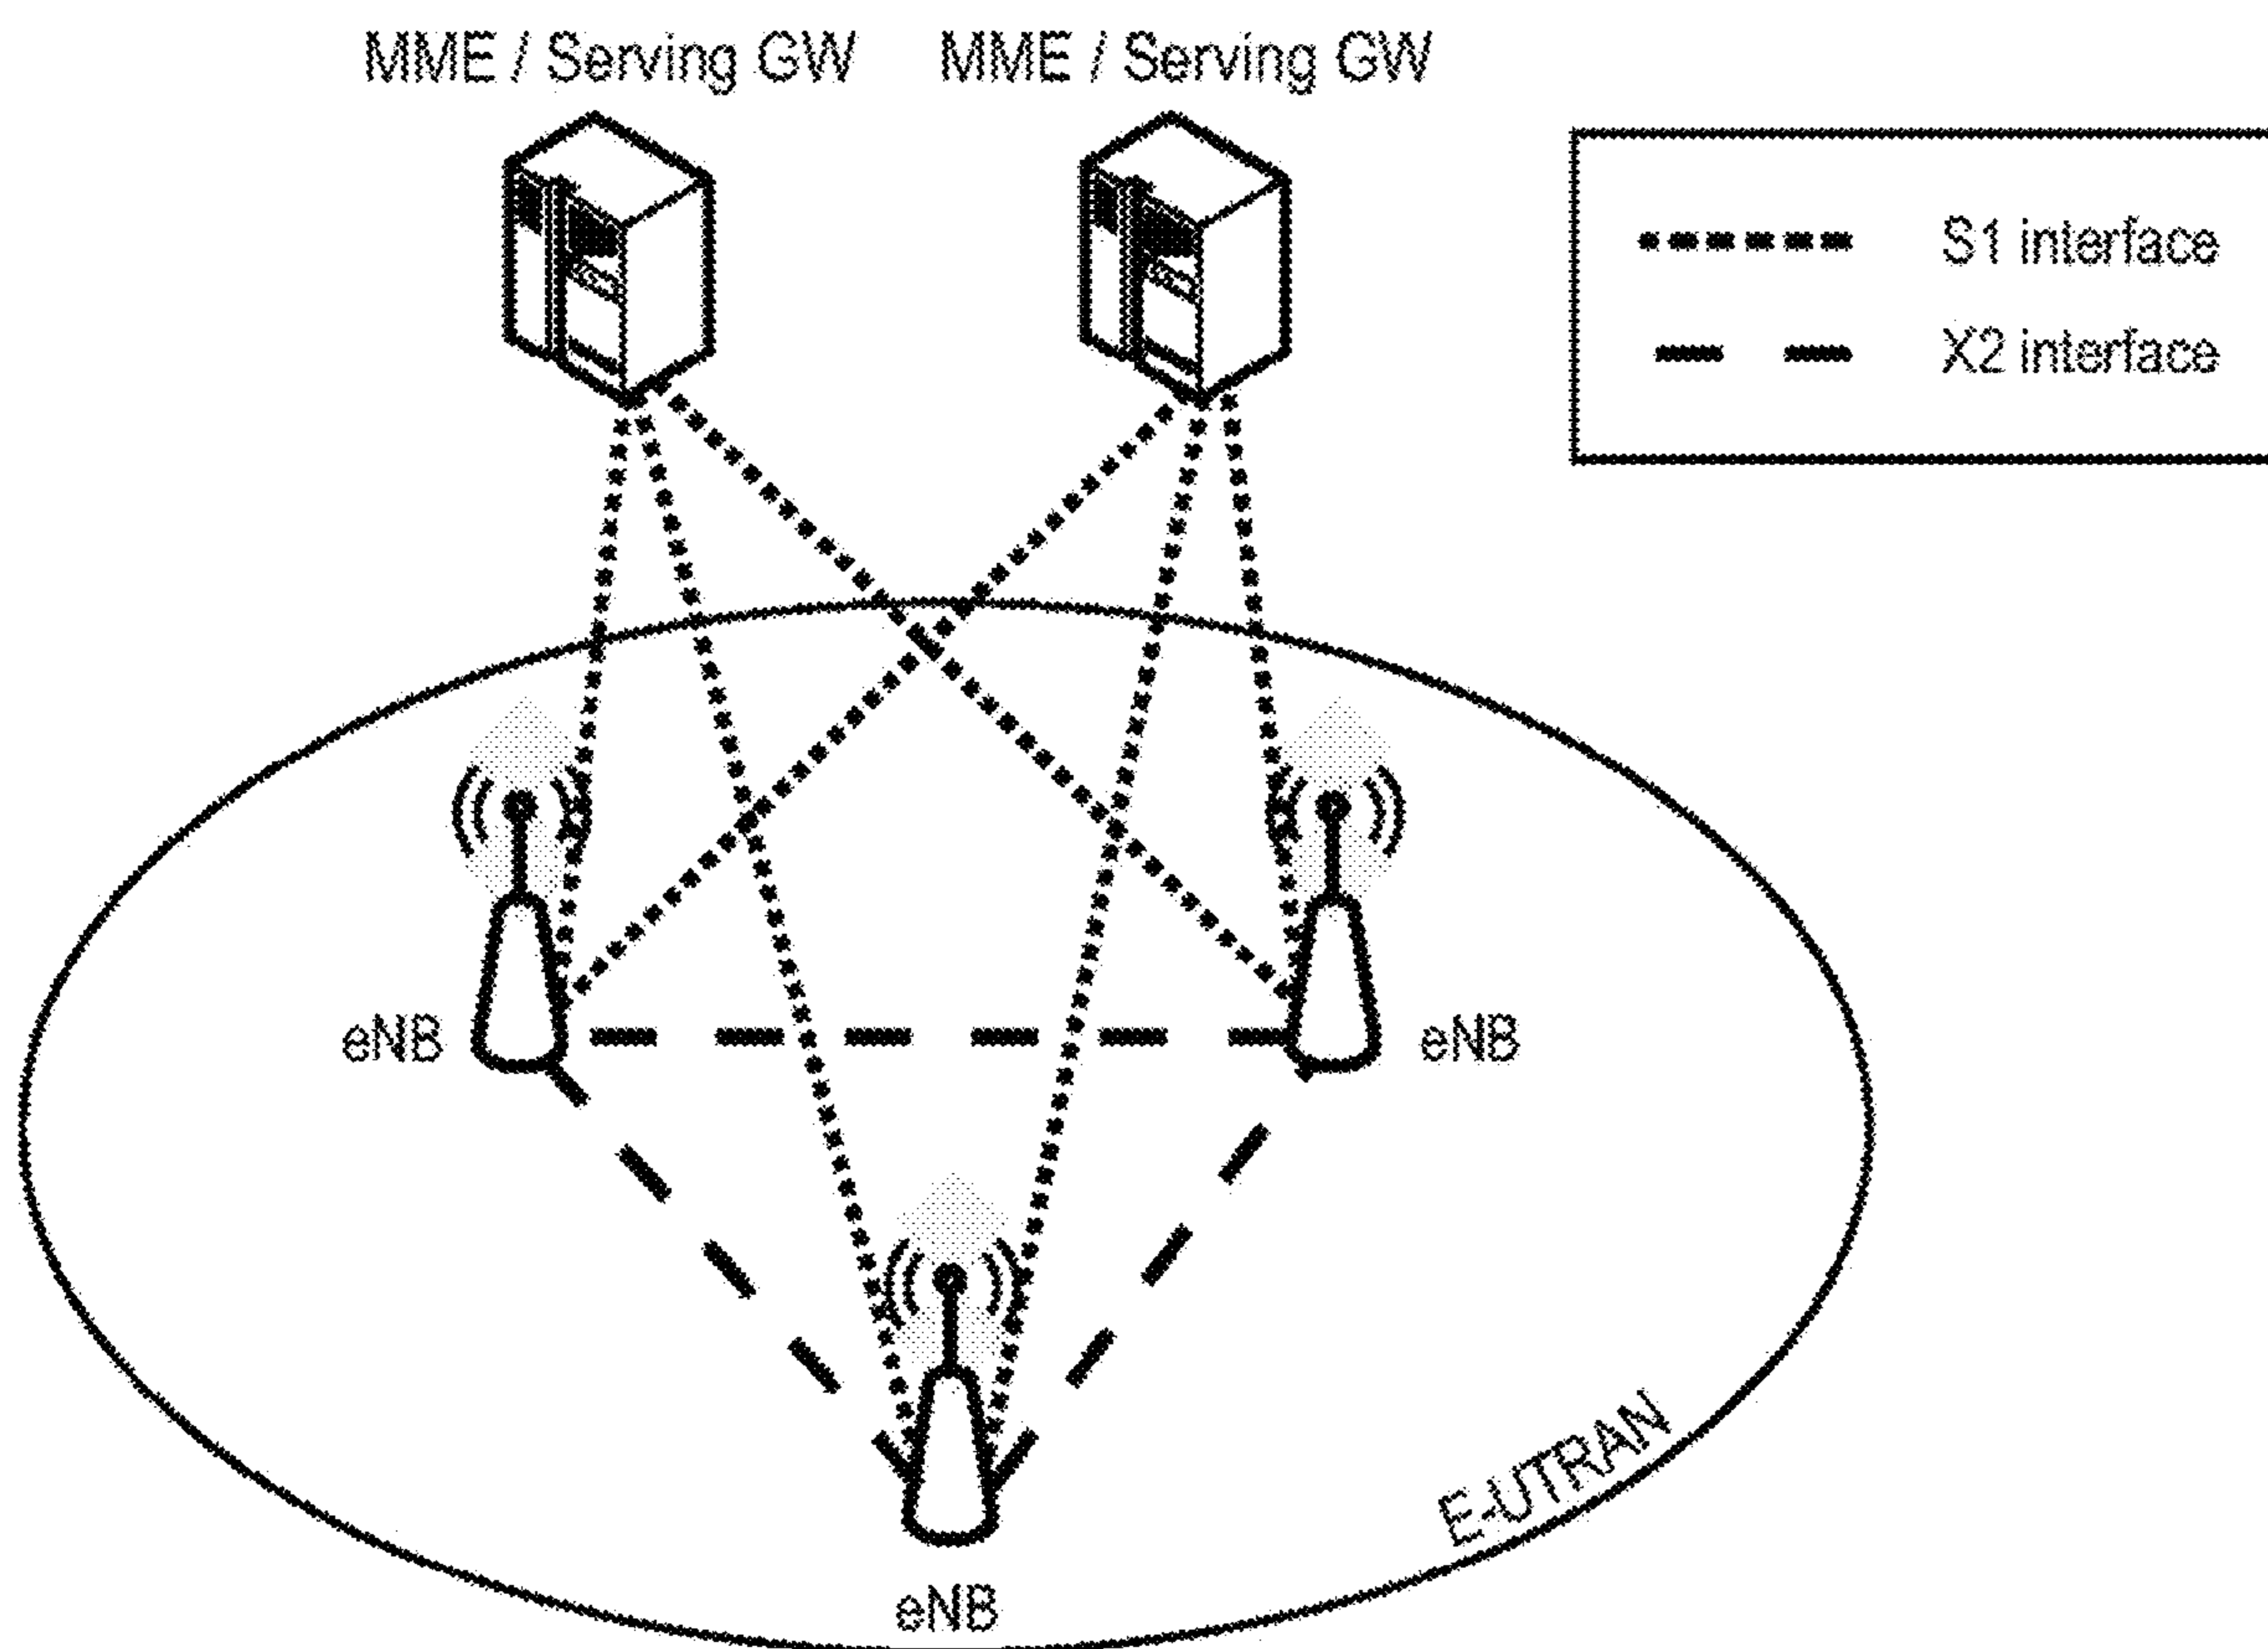 MME / Serving GW
MME / Serving GW
S1 interface
X2 interface
eNB
eNB
E-UTRAN
eNB